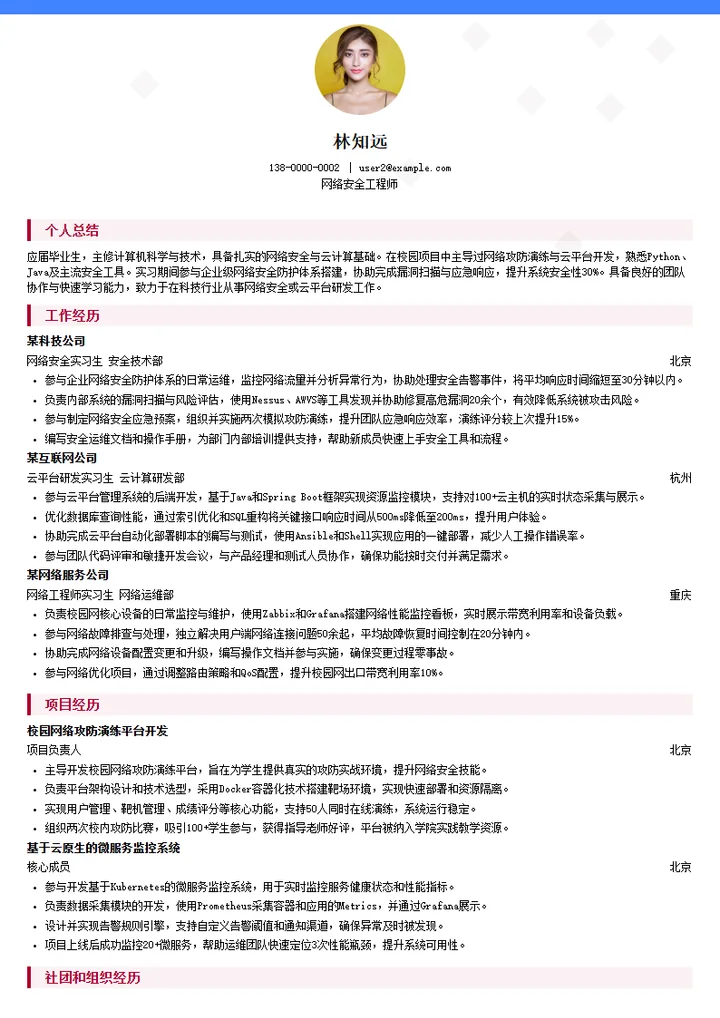 林知远
138-0000-0002 | user2@example.com
网络安全工程师
个人总结
应届毕业生，主修计算机科学与技术，具备扎实的网络安全与云计算基础。在校园项目中主导过网络攻防演练与云平台开发，熟悉Python、
Java及主流安全工具。实习期间参与企业级网络安全防护体系搭建，协助完成漏洞扫描与应急响应，提升系统安全性30%。具备良好的团队
协作与快速学习能力，致力于在科技行业从事网络安全或云平台研发工作。
工作经历
某科技公司
网络安全实习生 安全技术部 北京
• 参与企业网络安全防护体系的日常运维，监控网络流量并分析异常行为，协助处理安全告警事件，将平均响应时间缩短至30分钟以内。
• 负责内部系统的漏洞扫描与风险评估，使用Nessus、AWVS等工具发现并协助修复高危漏洞20余个，有效降低系统被攻击风险。
• 参与制定网络安全应急预案，组织并实施两次模拟攻防演练，提升团队应急响应效率，演练评分较上次提升15%。
• 编写安全运维文档和操作手册，为部门内部培训提供支持，帮助新成员快速上手安全工具和流程。
某互联网公司
云平台研发实习生 云计算研发部 杭州
• 参与云平台管理系统的后端开发，基于Java和Spring Boot框架实现资源监控模块，支持对100+云主机的实时状态采集与展示。
• 优化数据库查询性能，通过索引优化和SQL重构将关键接口响应时间从500ms降低至200ms，提升用户体验。
• 协助完成云平台自动化部署脚本的编写与测试，使用Ansible和Shell实现应用的一键部署，减少人工操作错误率。
• 参与团队代码评审和敏捷开发会议，与产品经理和测试人员协作，确保功能按时交付并满足需求。
某网络服务公司
网络工程师实习生 网络运维部 重庆
• 负责校园网核心设备的日常监控与维护，使用Zabbix和Grafana搭建网络性能监控看板，实时展示带宽利用率和设备负载。
• 参与网络故障排查与处理，独立解决用户端网络连接问题50余起，平均故障恢复时间控制在20分钟内。
• 协助完成网络设备配置变更和升级，编写操作文档并参与实施，确保变更过程零事故。
• 参与网络优化项目，通过调整路由策略和QoS配置，提升校园网出口带宽利用率10%。
项目经历
校园网络攻防演练平台开发
项目负责人 北京
• 主导开发校园网络攻防演练平台，旨在为学生提供真实的攻防实战环境，提升网络安全技能。
• 负责平台架构设计和技术选型，采用Docker容器化技术搭建靶场环境，实现快速部署和资源隔离。
• 实现用户管理、靶机管理、成绩评分等核心功能，支持50人同时在线演练，系统运行稳定。
• 组织两次校内攻防比赛，吸引100+学生参与，获得指导老师好评，平台被纳入学院实践教学资源。
基于云原生的微服务监控系统
核心成员 北京
• 参与开发基于Kubernetes的微服务监控系统，用于实时监控服务健康状态和性能指标。
• 负责数据采集模块的开发，使用Prometheus采集容器和应用的Metrics，并通过Grafana展示。
• 设计并实现告警规则引擎，支持自定义告警阈值和通知渠道，确保异常及时被发现。
• 项目上线后成功监控20+微服务，帮助运维团队快速定位3次性能瓶颈，提升系统可用性。
社团和组织经历